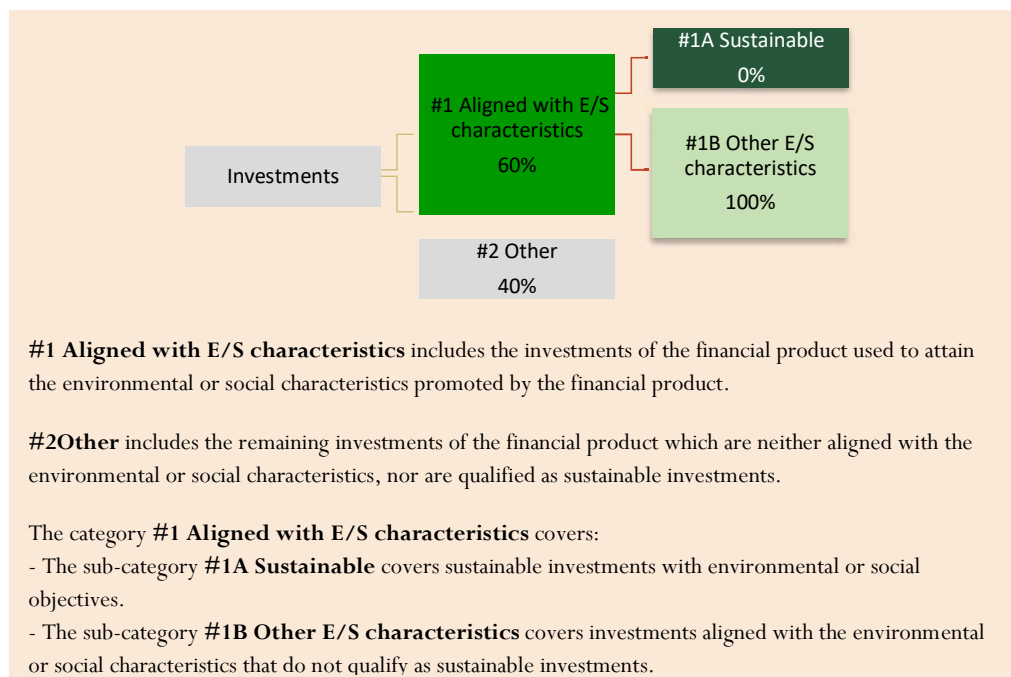 #1A Sustainable
0%
#1 Aligned with E/S
characteristics
60%
#1B Other E/S
characteristics
100%
Investments
#2 Other
40%
#1 Aligned with E/S characteristics includes the investments of the financial product used to attain
the environmental or social characteristics promoted by the financial product.
#2Other includes the remaining investments of the financial product which are neither aligned with the
environmental or social characteristics, nor are qualified as sustainable investments.
The category #1 Aligned with E/S characteristics covers:
- The sub-category #1A Sustainable covers sustainable investments with environmental or social
objectives.
- The sub-category #1B Other E/S characteristics covers investments aligned with the environmental
or social characteristics that do not qualify as sustainable investments.